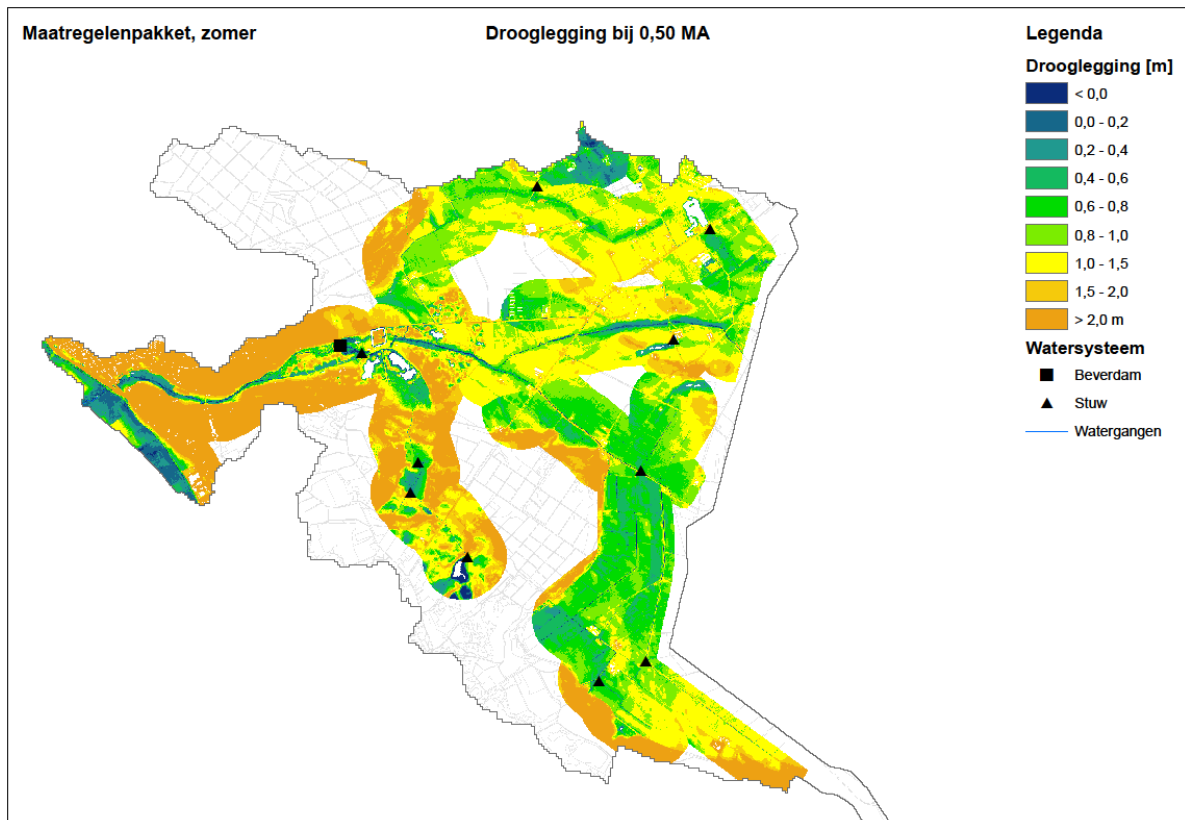 Maatregelenpakket, zomer
Drooglegging bij 0,50 MA
Legenda
Drooglegging [m]
< 0,0
0,0 - 0,2
0,2 - 0,4
0,4 - 0,6
0,6 - 0,8
0,8 - 1,0
1,0 - 1,5
1,5 - 2,0
> 2,0 m
Watersysteem
Beverdam
Stuw
Watergangen